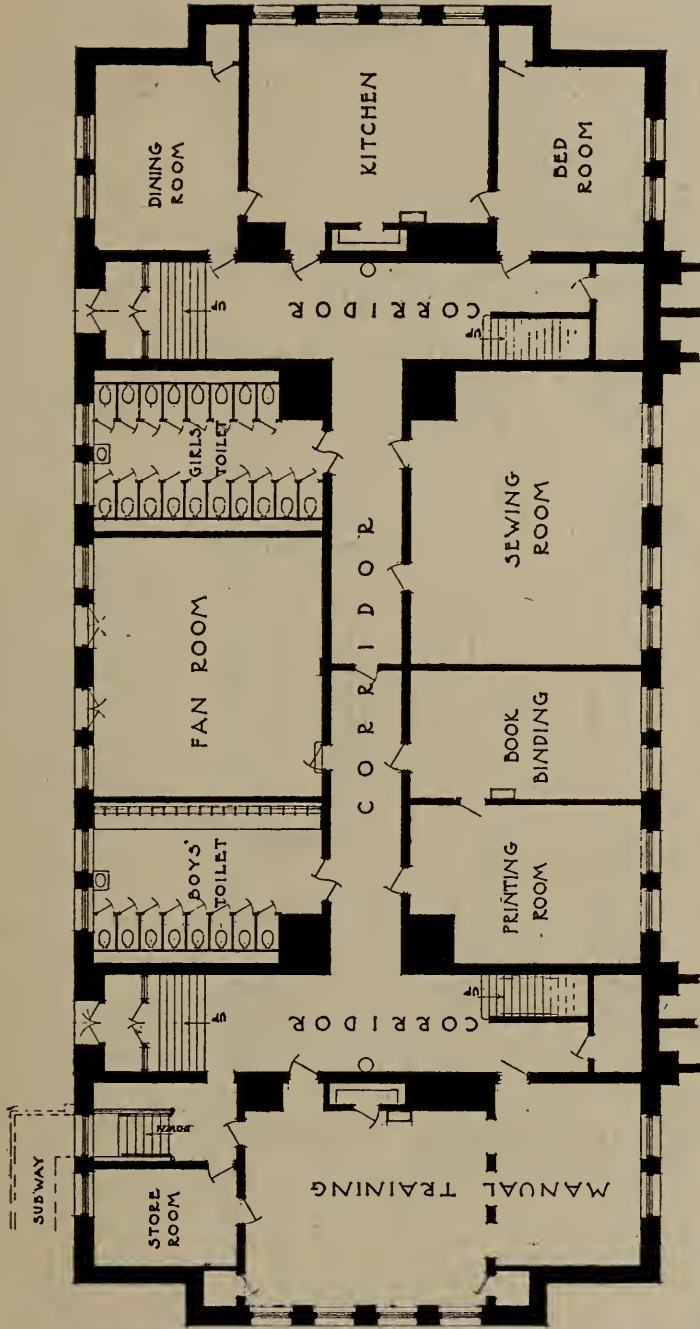 DINING
ROOM
KITCHEN
BED
ROOM
UP
CORRIDOR
UP
GIRLS'
TOILET
SEWING
ROOM
CORRIDOR
FAN ROOM
BOOK
BINDING
BOYS'
TOILET
PRINTING
ROOM
UP
CORRIDOR
UP
SUBWAY
DOWN
STORE
ROOM
MANUAL TRAINING